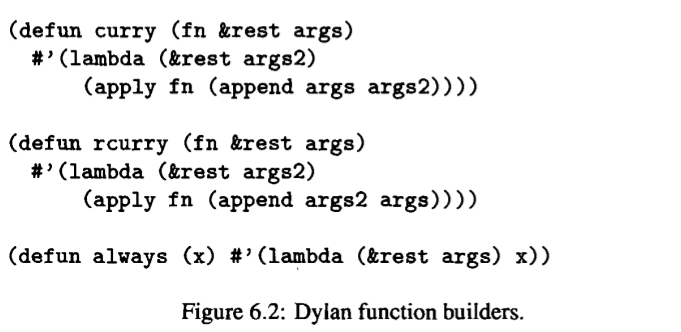 (defun curry (fn &rest args)
  #'(lambda (&rest args2)
      (apply fn (append args args2))))
(defun rcurry (fn &rest args)
  #'(lambda (&rest args2)
      (apply fn (append args2 args))))
(defun always (x) #'(lambda (&rest args) x))
Figure 6.2: Dylan function builders.